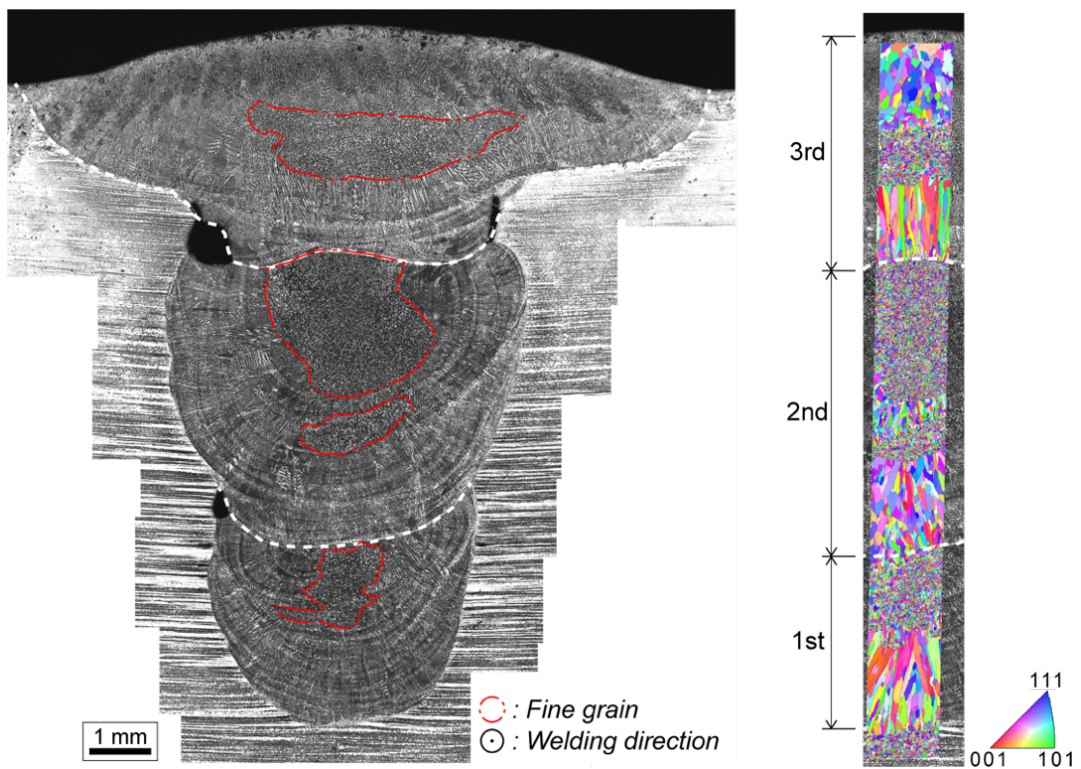 3rd
2nd
1st
1 mm
: Fine grain
: Welding direction
111
001 101